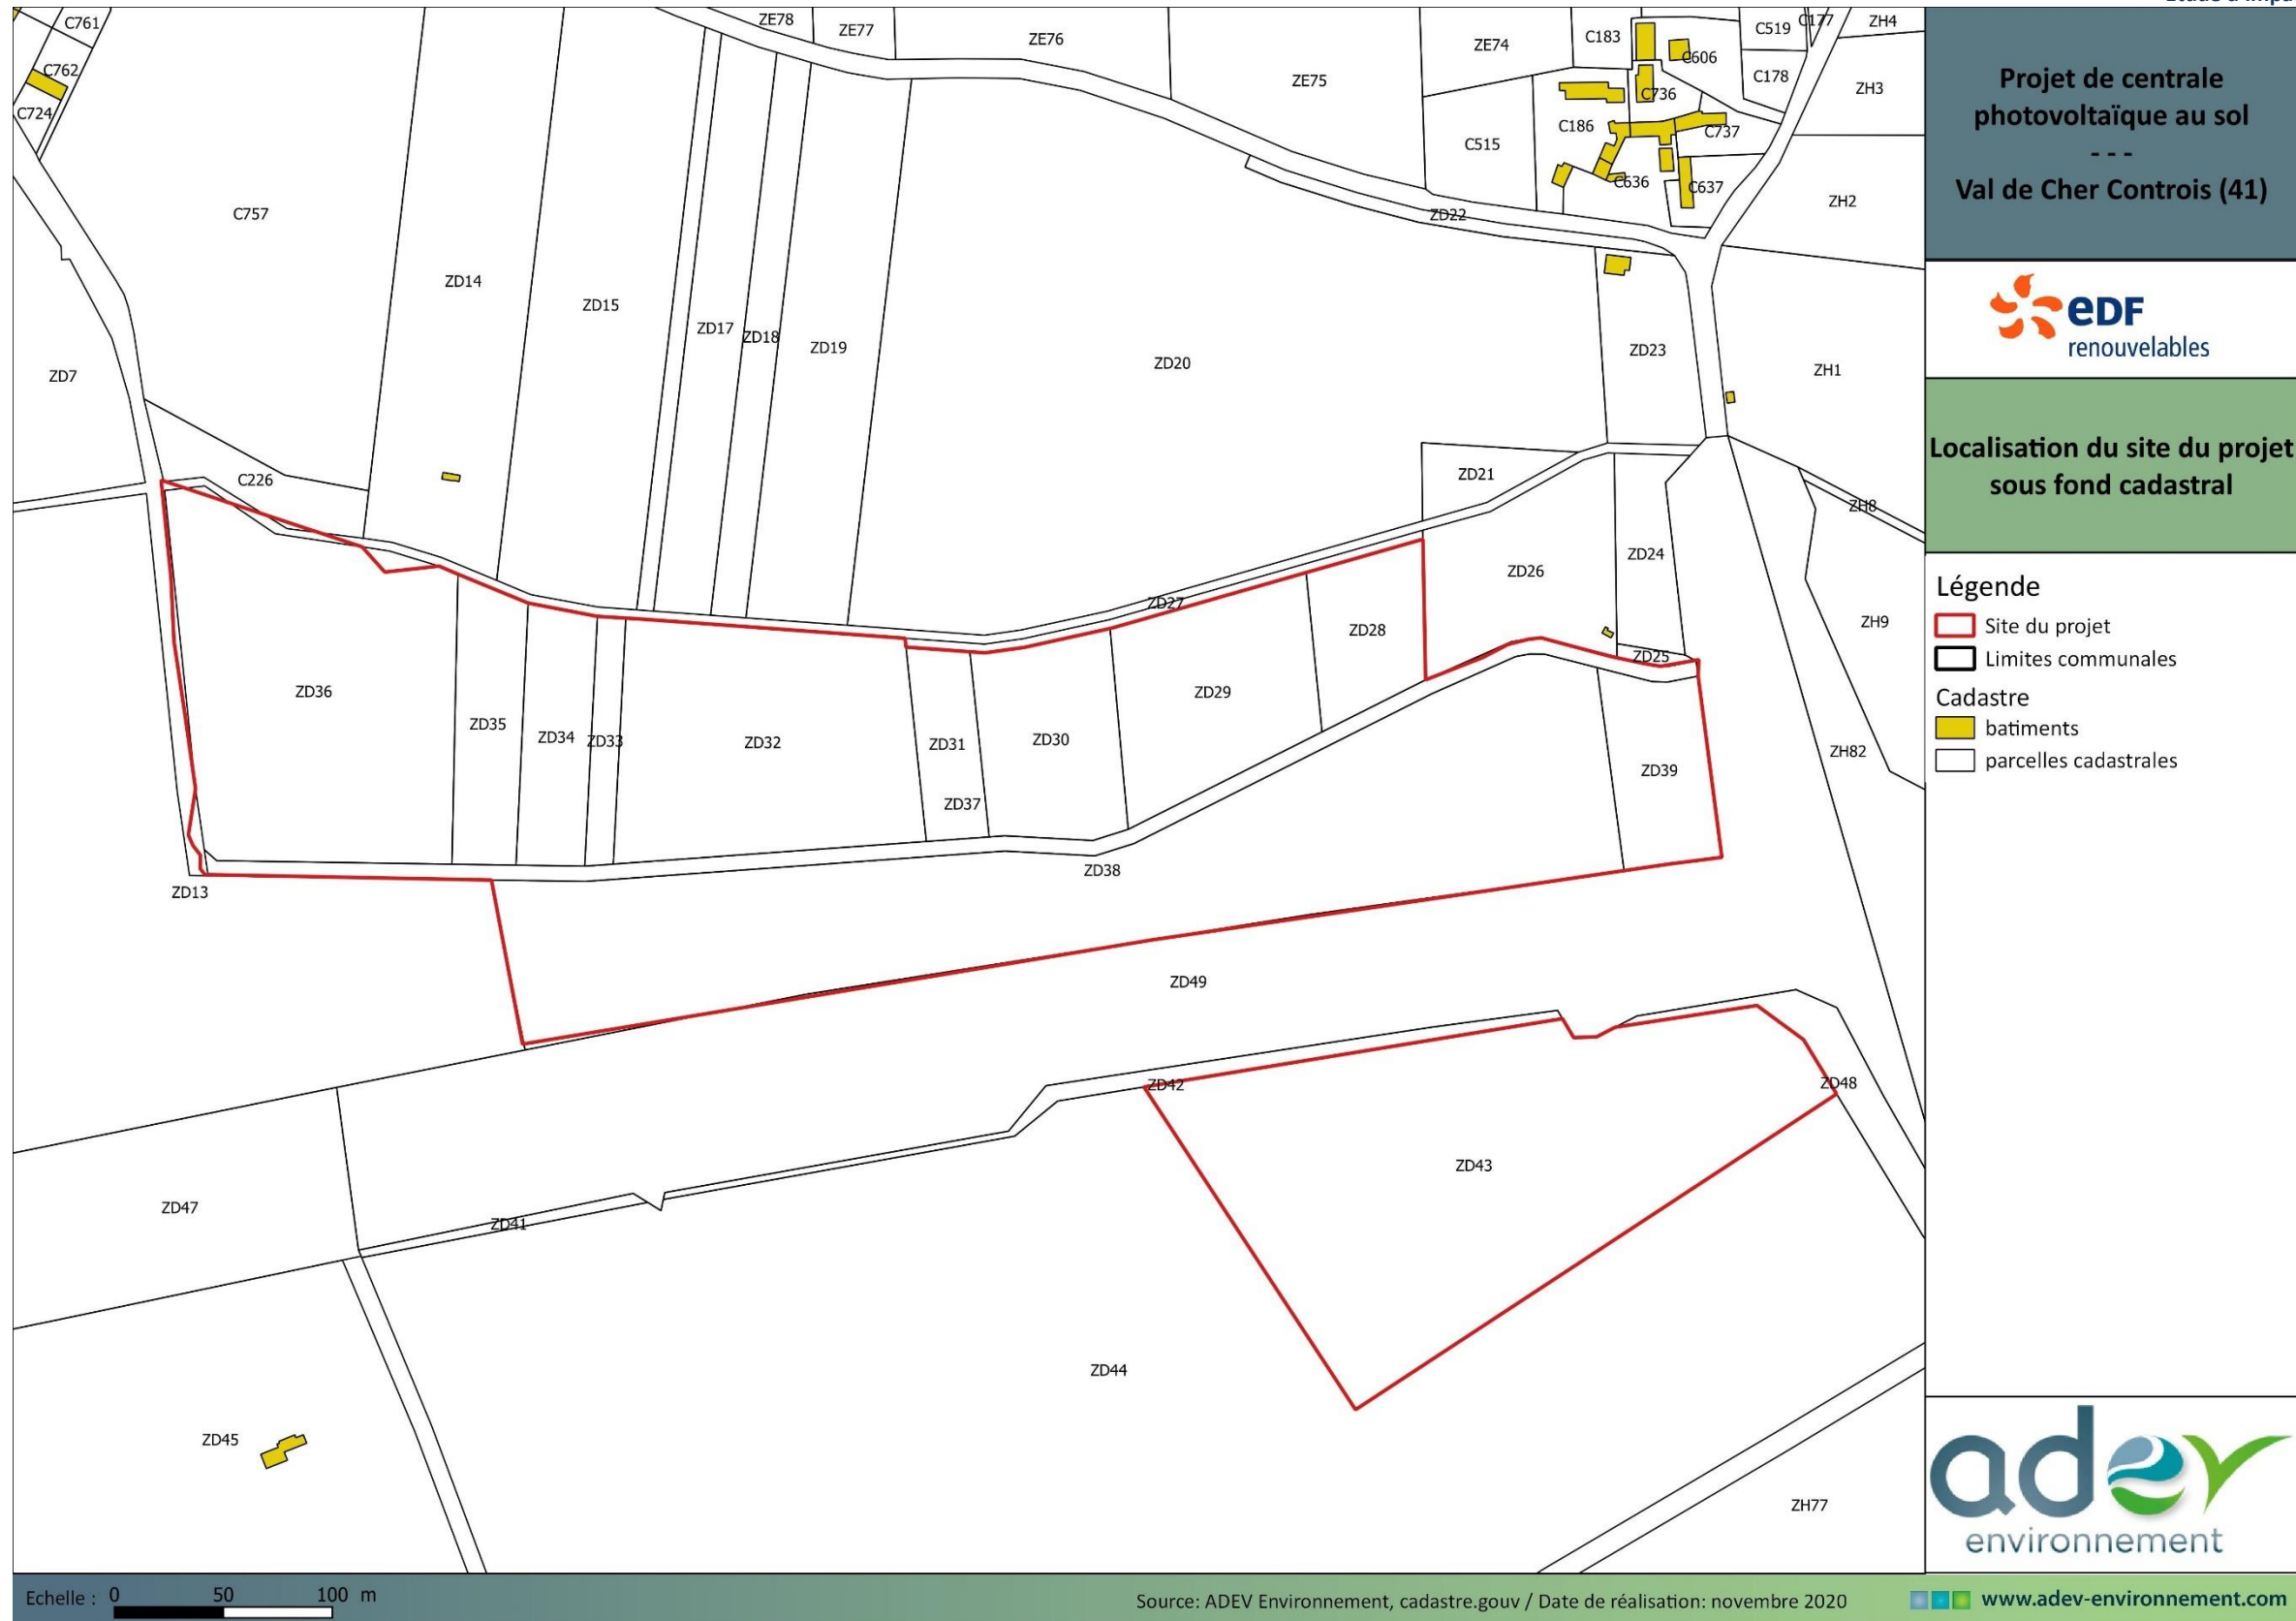 C761
ZE78
ZE77
ZE76
ZE74
C183
C519
C177
ZH4
C762
ZE75
C606
C178
ZH3
C724
C736
C186
C737
C515
C636
C637
ZH2
C757
ZD22
ZD14
ZD15
ZD17
ZD18
ZD19
ZD20
ZD23
ZH1
ZD7
C226
ZD21
ZH8
ZD24
ZD26
ZD27
ZD28
ZH9
ZD25
ZD36
ZD35
ZD34
ZD33
ZD32
ZD31
ZD30
ZD29
ZD39
ZH82
ZD37
ZD38
ZD13
ZD49
ZD42
ZD48
ZD43
ZD47
ZD41
ZD44
ZD45
ZH77
Projet de centrale
photovoltaïque au sol
- - -
Val de Cher Controis (41)
eDF
renouvelables
Localisation du site du projet
sous fond cadastral
Légende
Site du projet
Limites communales
Cadastre
batiments
parcelles cadastrales
adev
environnement
Echelle : 0 50 100 m
Source: ADEV Environnement, cadastre.gouv / Date de réalisation: novembre 2020
www.adev-environnement.com